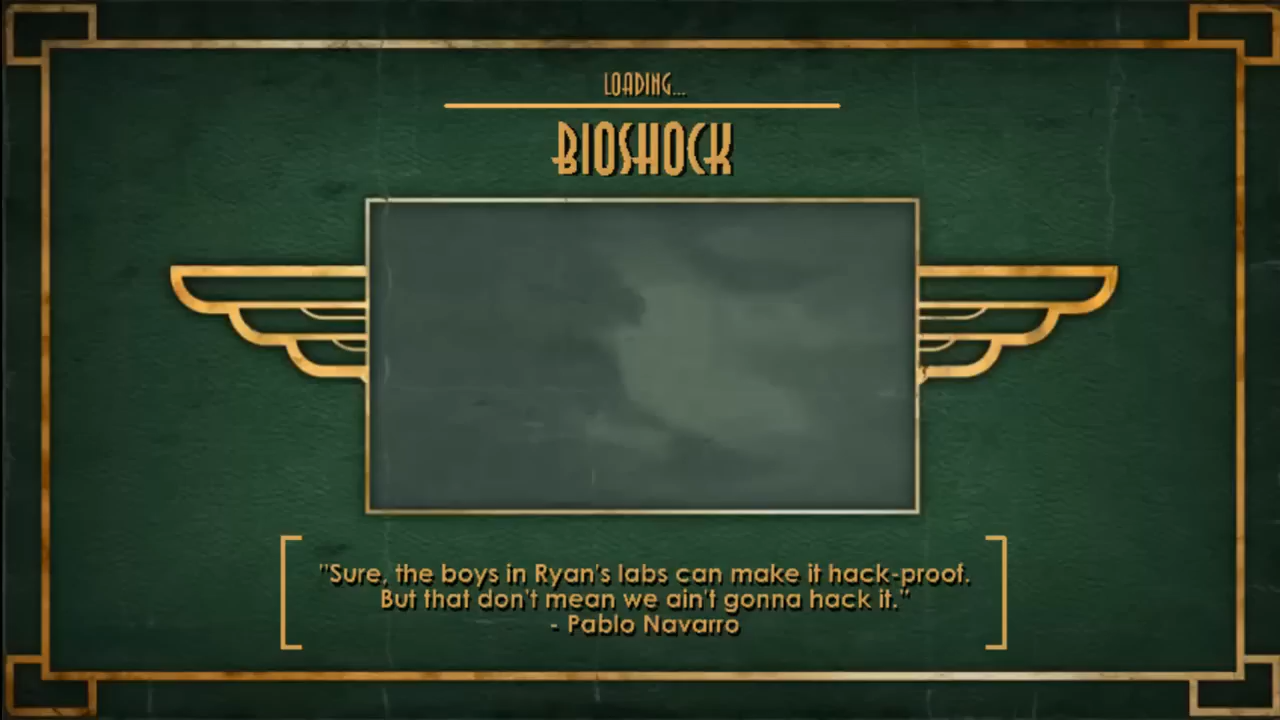 LOADING...
BIOSHOCK
"Sure, the boys in Ryan's labs can make it hack-proof.
But that don't mean we ain't gonna hack it."
- Pablo Navarro